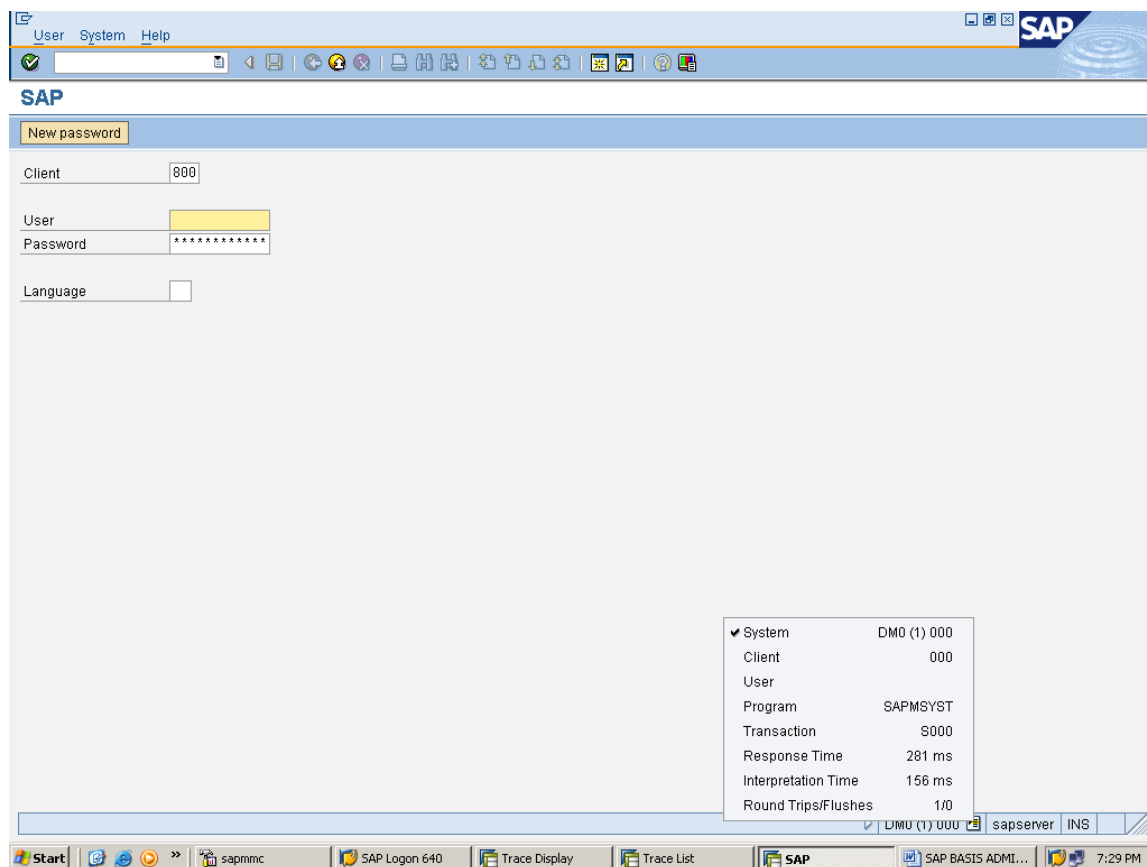 User System Help
SAP
SAP
New password
Client 800
User
Password ************
Language
System DM0 (1) 000
Client 000
User
Program SAPMSYST
Transaction S000
Response Time 281 ms
Interpretation Time 156 ms
Round Trips/Flushes 1/0
DM0 (1) 000 sapserver INS
Start » sapmmc SAP Logon 640 Trace Display Trace List SAP SAP BASIS ADMI... 7:29 PM